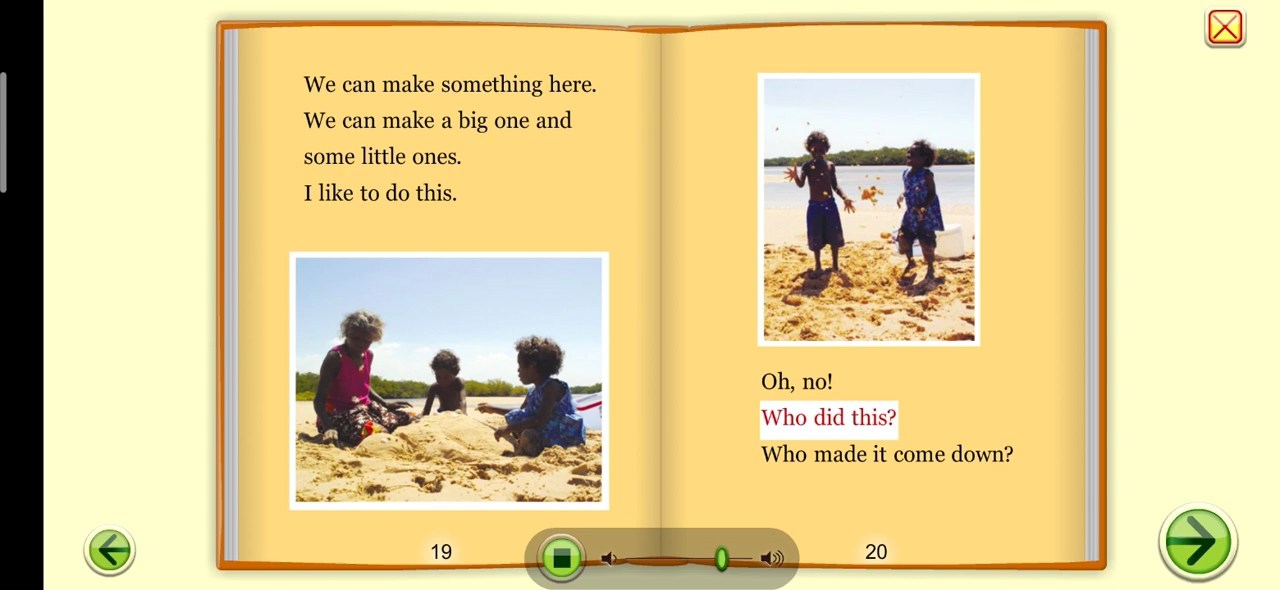 We can make something here.
We can make a big one and
some little ones.
I like to do this.
19
Oh, no!
Who did this?
Who made it come down?
20